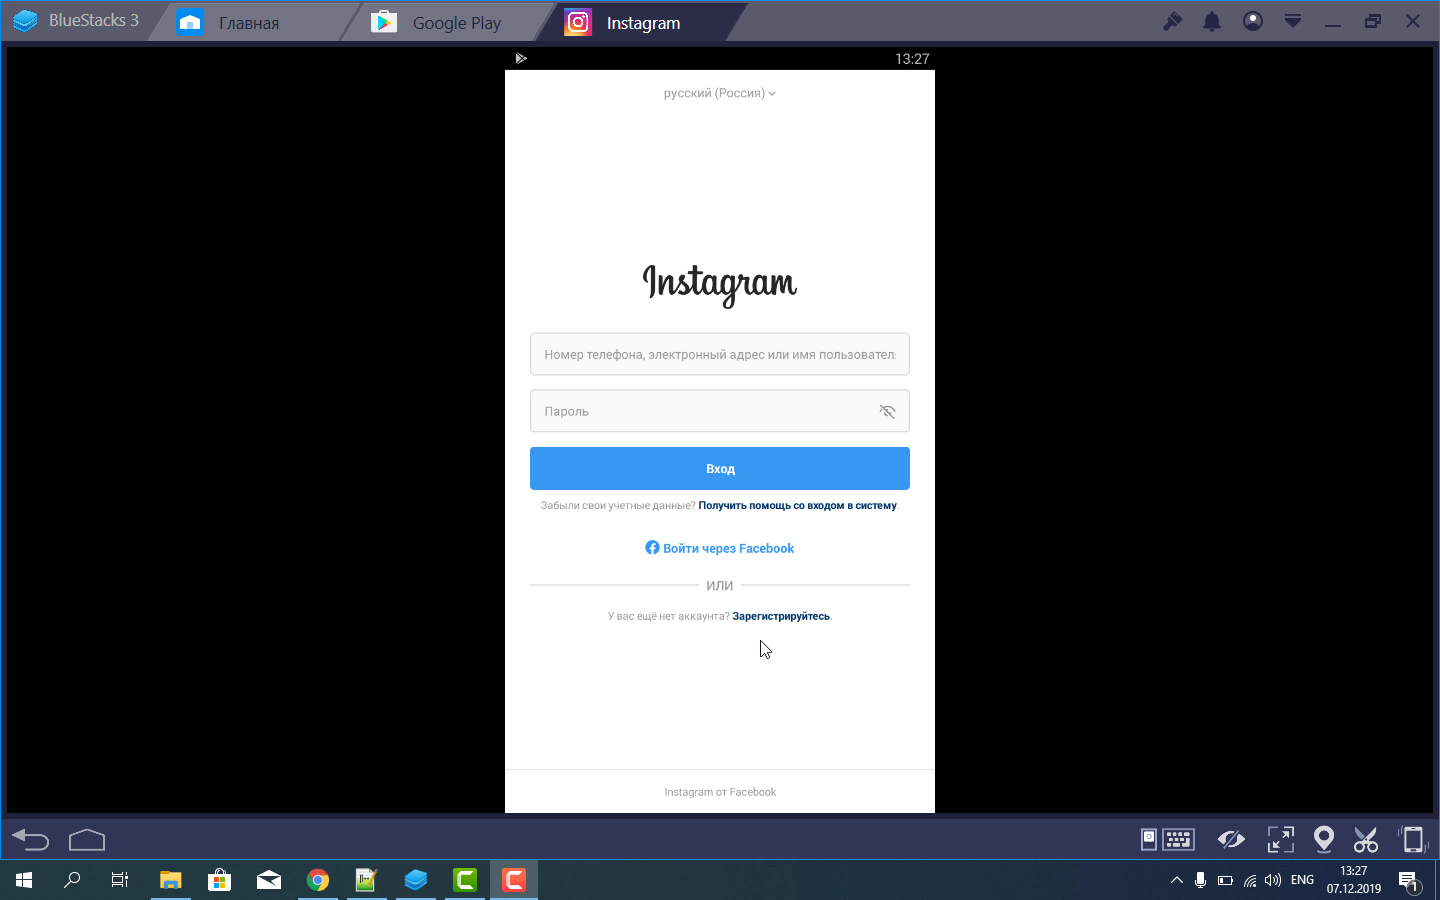 BlueStacks 3
Главная
Google Play
Instagram
13:27
русский (Россия)
Instagram
Номер телефона, электронный адрес или имя
Пароль
Вход
Забыли свои учетные данные? Получить помощь со входом в систему.
Войти через Facebook
ИЛИ
У вас ещё нет аккаунта? Зарегистрируйтесь.
Instagram от Facebook
ENG
13:27
07.12.2019
1